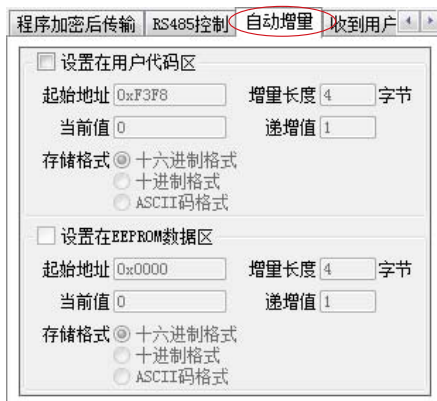 程序加密后传输 RS485控制 自动增量 收到用户
设置在用户代码区
起始地址 0xF3F8 增量长度 4 字节
当前值 0 递增值 1
存储格式 十六进制格式
十进制格式
ASCII码格式
设置在EEPROM数据区
起始地址 0x0000 增量长度 4 字节
当前值 0 递增值 1
存储格式 十六进制格式
十进制格式
ASCII码格式